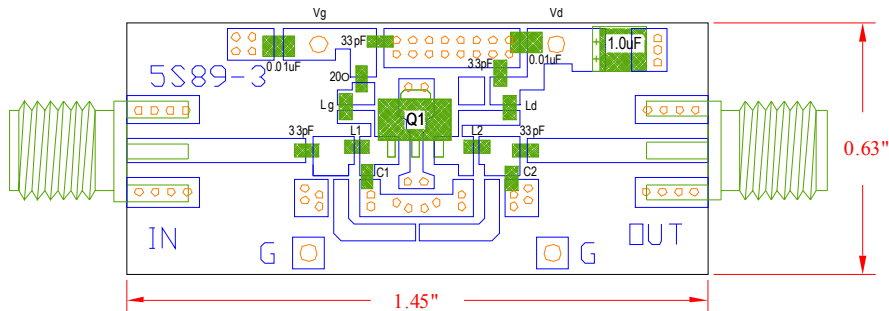 Vg
Vd
33pF
1.0uF
0.01uF
0.01uF
33pF
5S89-3
20O
Lg
Ld
Q1
33pF
L1
L2
33pF
0.63"
C1
C2
IN
OUT
G
G
1.45"